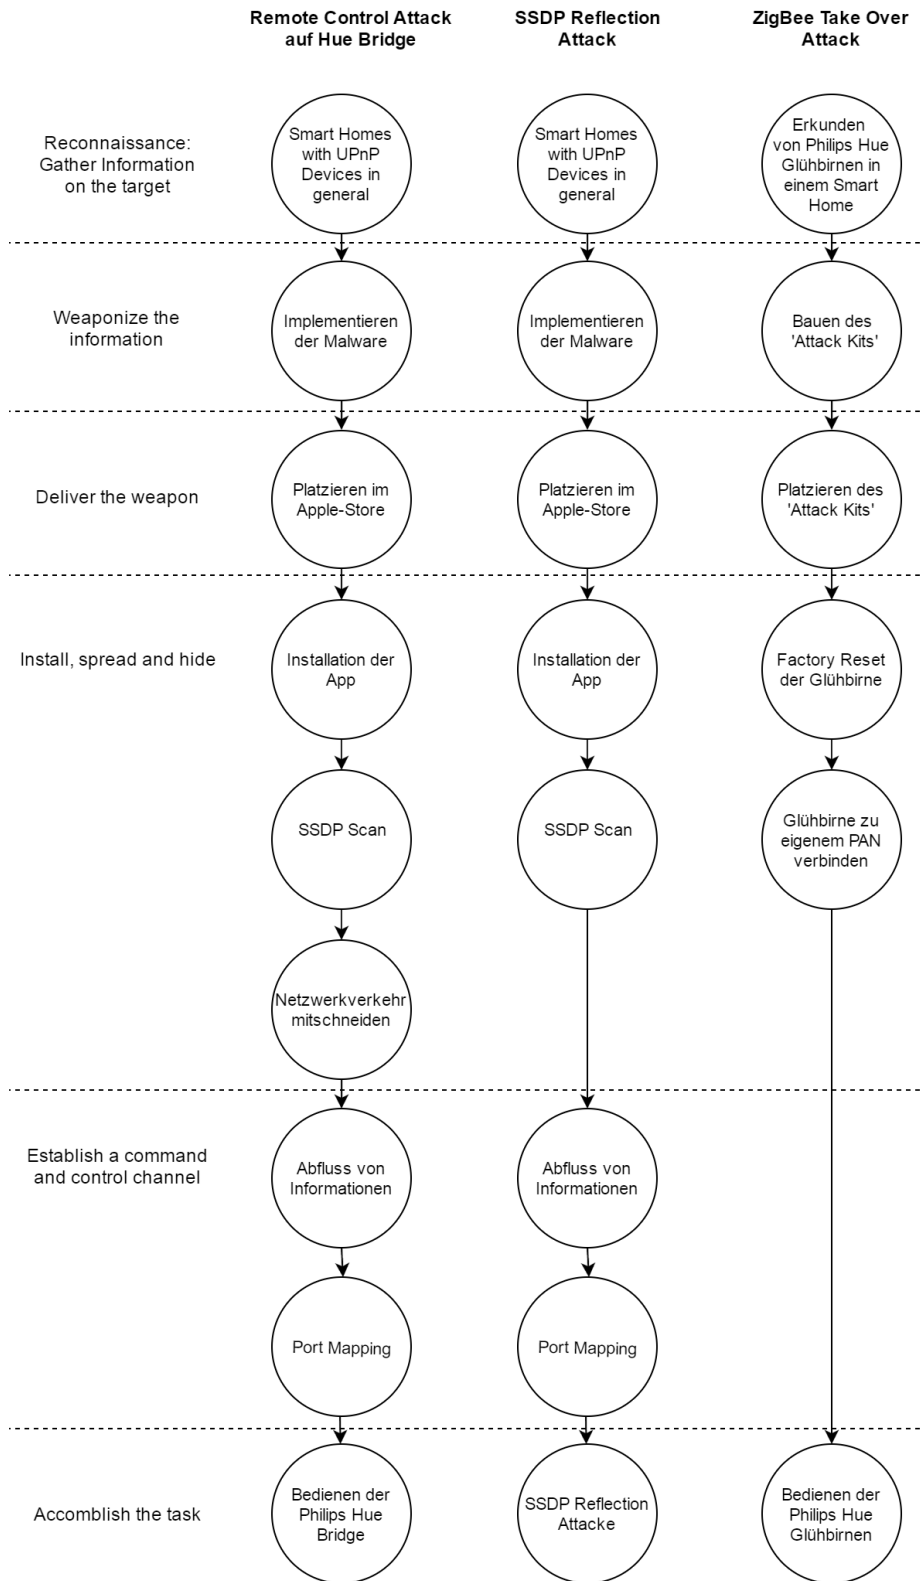 Remote Control Attack
auf Hue Bridge
SSDP Reflection
Attack
ZigBee Take Over
Attack
Reconnaissance:
Gather Information
on the target
Smart Homes
with UPnP
Devices in
general
Smart Homes
with UPnP
Devices in
general
Erkunden
von Philips Hue
Glühbirnen in
einem Smart
Home
Weaponize the
information
Implementieren
der Malware
Implementieren
der Malware
Bauen des
'Attack Kits'
Deliver the weapon
Platzieren im
Apple-Store
Platzieren im
Apple-Store
Platzieren des
'Attack Kits'
Install, spread and hide
Installation der
App
Installation der
App
Factory Reset
der Glühbirne
SSDP Scan
SSDP Scan
Glühbirne zu
eigenem PAN
verbinden
Netzwerkverkehr
mitschneiden
Establish a command
and control channel
Abfluss von
Informationen
Abfluss von
Informationen
Port Mapping
Port Mapping
Accomblish the task
Bedienen der
Philips Hue
Bridge
SSDP Reflection
Attacke
Bedienen der
Philips Hue
Glühbirnen